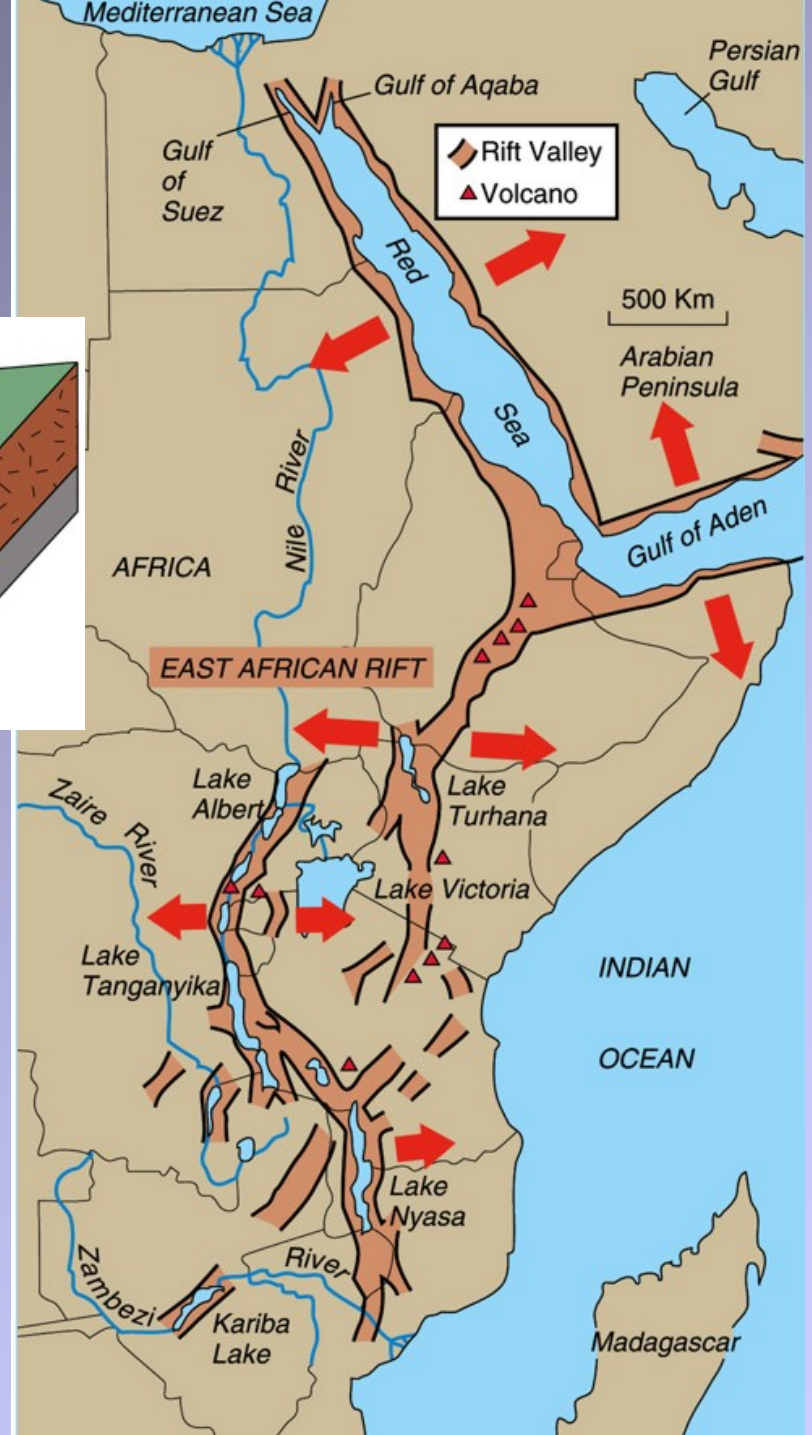 Mediterranean Sea
Persian
Gulf
Gulf of Aqaba
Gulf
of
Suez
Rift Valley
Volcano
Red
Sea
500 Km
Arabian
Peninsula
Nile River
Gulf of Aden
AFRICA
EAST AFRICAN RIFT
Lake
Albert
Lake
Turhana
Zaire River
Lake Victoria
Lake
Tanganyika
INDIAN
OCEAN
Lake
Nyasa
Zambezi River
Kariba
Lake
Madagascar